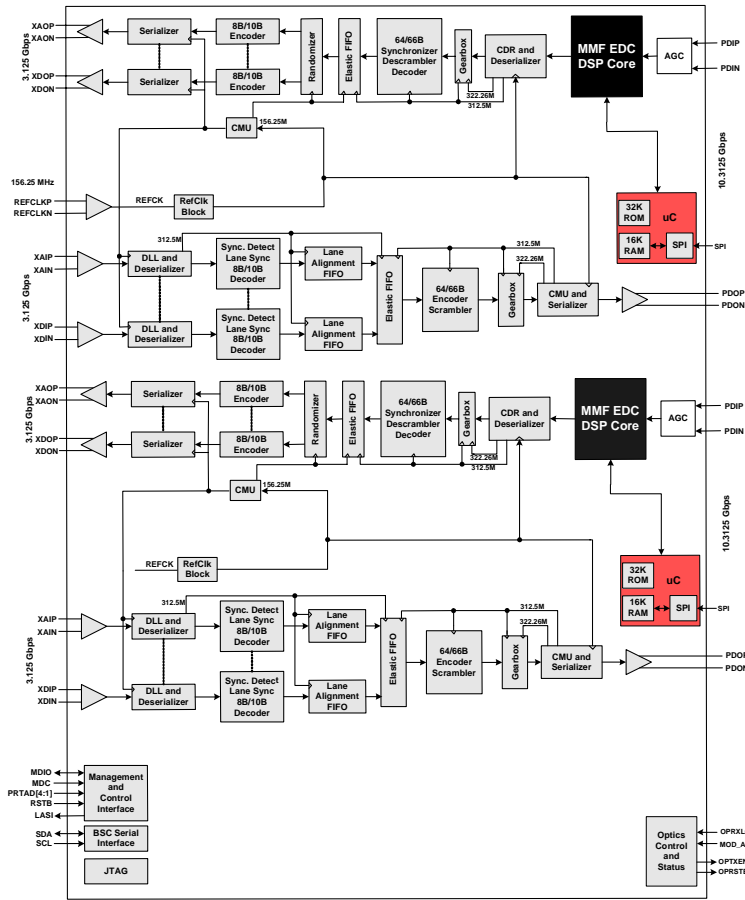 XAOP
XAON
3.125 Gbps
XDOP
XDON
Serializer
8B/10B Encoder
Serializer
8B/10B Encoder
Randomizer
Elastic FIFO
64/66B Synchronizer Descrambler Decoder
Gearbox
CDR and Deserializer
MMF EDC DSP Core
AGC
PDIP
PDIN
322.26M
312.5M
CMU
156.25M
10.3125 Gbps
156.25 MHz
REFCLKP
REFCLKN
REFCK
RefClk Block
32K ROM
uC
16K RAM
SPI
SPI
XAIP
XAIN
3.125 Gbps
XDIP
XDIN
312.5M
DLL and Deserializer
Sync. Detect Lane Sync 8B/10B Decoder
Lane Alignment FIFO
DLL and Deserializer
Sync. Detect Lane Sync 8B/10B Decoder
Lane Alignment FIFO
Elastic FIFO
64/66B Encoder Scrambler
Gearbox
312.5M
322.26M
CMU and Serializer
PDOP
PDON
XAOP
XAON
3.125 Gbps
XDOP
XDON
Serializer
8B/10B Encoder
Serializer
8B/10B Encoder
Randomizer
Elastic FIFO
64/66B Synchronizer Descrambler Decoder
Gearbox
CDR and Deserializer
MMF EDC DSP Core
AGC
PDIP
PDIN
322.26M
312.5M
CMU
156.25M
10.3125 Gbps
REFCK
RefClk Block
32K ROM
uC
16K RAM
SPI
SPI
XAIP
XAIN
3.125 Gbps
XDIP
XDIN
312.5M
DLL and Deserializer
Sync. Detect Lane Sync 8B/10B Decoder
Lane Alignment FIFO
DLL and Deserializer
Sync. Detect Lane Sync 8B/10B Decoder
Lane Alignment FIFO
Elastic FIFO
64/66B Encoder Scrambler
Gearbox
312.5M
322.26M
CMU and Serializer
PDOP
PDON
MDIO
MDC
PRTAD[4:1]
RSTB
LASI
Management and Control Interface
SDA
SCL
BSC Serial Interface
JTAG
Optics Control and Status
OPRXL
MOD_A
OPTXEN
OPRSTB